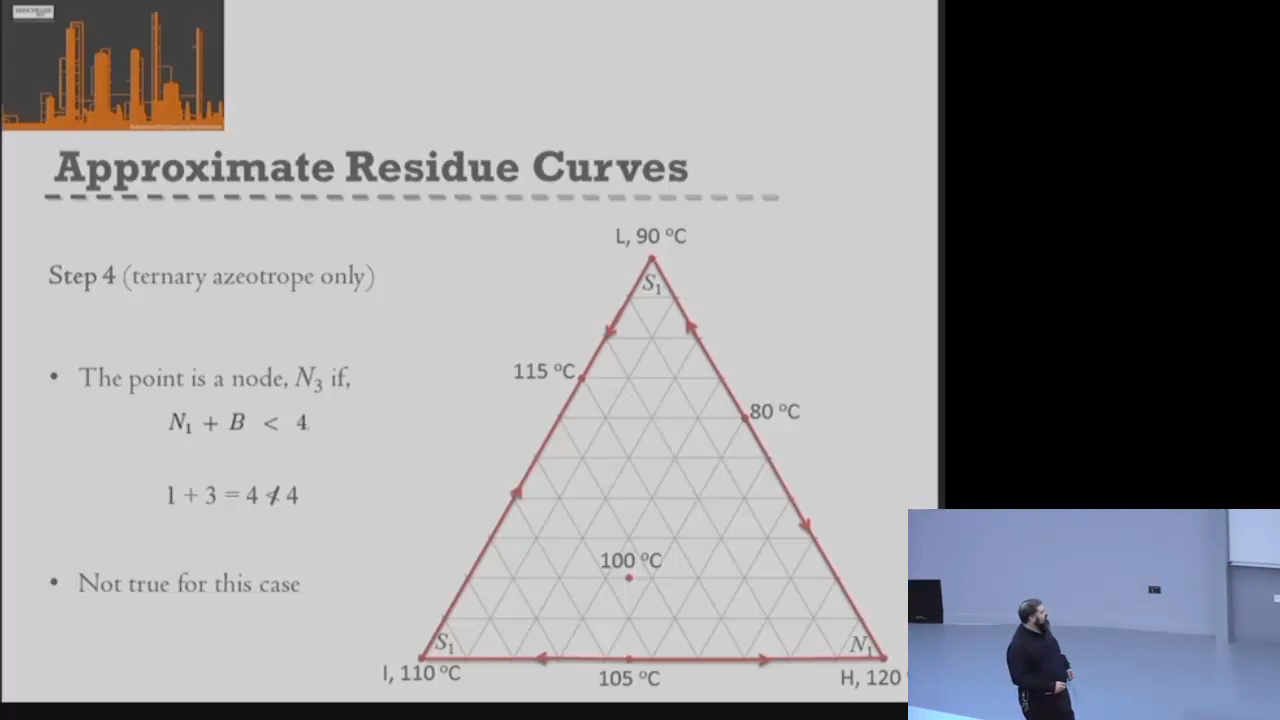 Approximate Residue Curves
Step 4 (ternary azeotrope only)
• The point is a node, N₃ if,
N₁ + B < 4
1 + 3 = 4 ≮ 4
• Not true for this case
L, 90 ºC
S₁
115 ºC
80 ºC
100 ºC
S₁
N₁
I, 110 ºC
105 ºC
H, 120